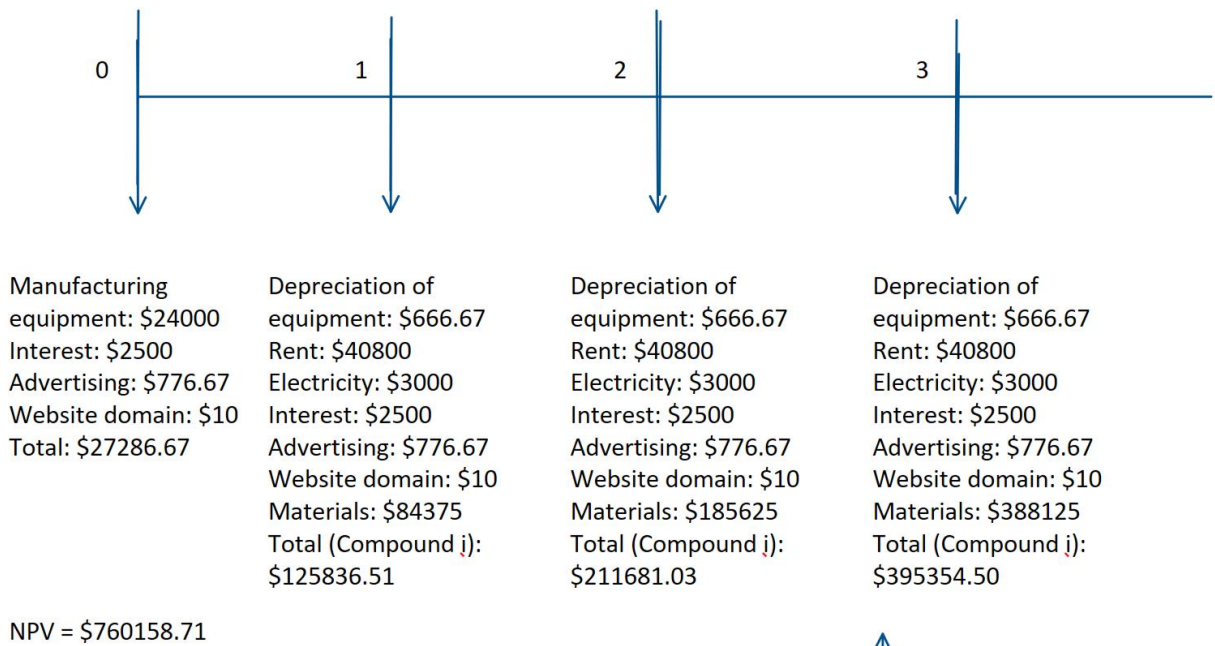 0
1
2
3
Manufacturing
equipment: $24000
Interest: $2500
Advertising: $776.67
Website domain: $10
Total: $27286.67
Depreciation of
equipment: $666.67
Rent: $40800
Electricity: $3000
Interest: $2500
Advertising: $776.67
Website domain: $10
Materials: $84375
Total (Compound i):
$125836.51
Depreciation of
equipment: $666.67
Rent: $40800
Electricity: $3000
Interest: $2500
Advertising: $776.67
Website domain: $10
Materials: $185625
Total (Compound i):
$211681.03
Depreciation of
equipment: $666.67
Rent: $40800
Electricity: $3000
Interest: $2500
Advertising: $776.67
Website domain: $10
Materials: $388125
Total (Compound i):
$395354.50
NPV = $760158.71